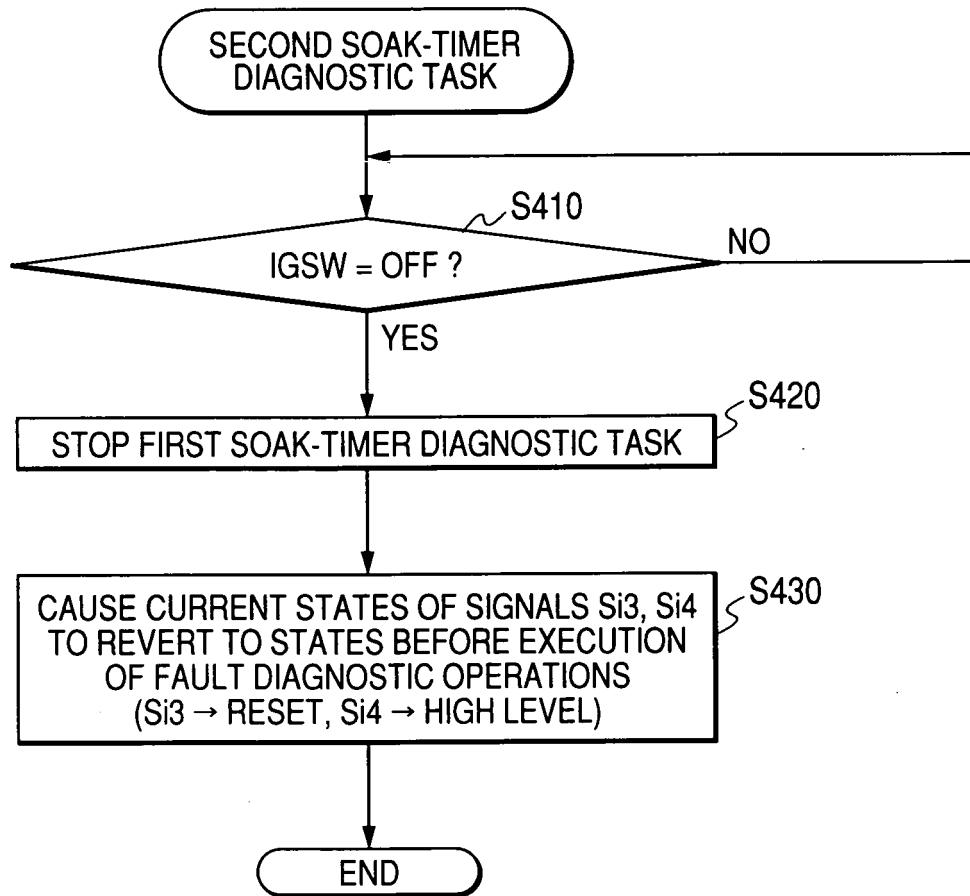 SECOND SOAK-TIMER
DIAGNOSTIC TASK
S410
IGSW = OFF ?
NO
YES
S420
STOP FIRST SOAK-TIMER DIAGNOSTIC TASK
S430
CAUSE CURRENT STATES OF SIGNALS Si3, Si4
TO REVERT TO STATES BEFORE EXECUTION
OF FAULT DIAGNOSTIC OPERATIONS
(Si3 → RESET, Si4 → HIGH LEVEL)
END